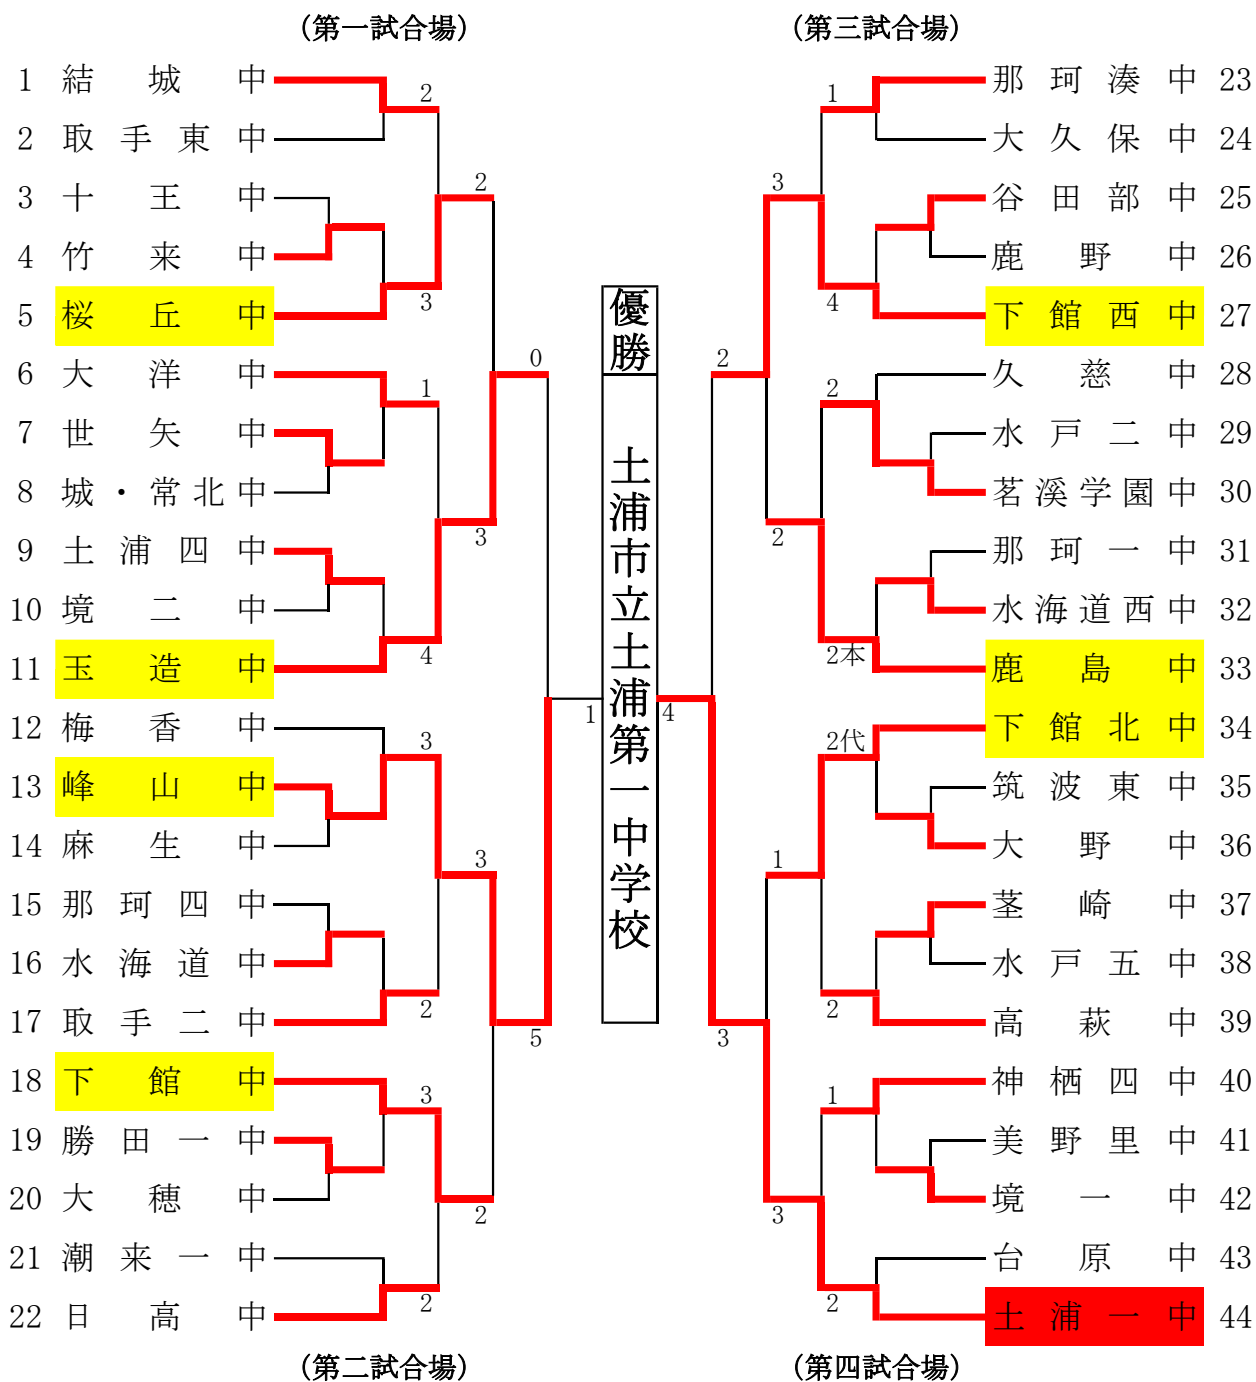 (第一試合場)
(第三試合場)
1 結城中
2 取手東中
3 十王中
4 竹来中
5 桜丘中
6 大洋中
7 世矢中
8 城・常北中
9 土浦四中
10 境二中
11 玉造中
12 梅香中
13 峰山中
14 麻生中
15 那珂四中
16 水海道中
17 取手二中
18 下館中
19 勝田一中
20 大穂中
21 潮来一中
22 日高中
2
3
1
4
3
2
3
2
2
3
3
2
0
5
1
優勝
土浦市立土浦第一中学校
4
2
3
3
2
1
3
1
4
2
2本
2代
2
1
2
那珂湊中 23
大久保中 24
谷田部中 25
鹿野中 26
下館西中 27
久慈中 28
水戸二中 29
茗溪学園中 30
那珂一中 31
水海道西中 32
鹿島中 33
下館北中 34
筑波東中 35
大野中 36
茎崎中 37
水戸五中 38
高萩中 39
神栖四中 40
美野里中 41
境一中 42
台原中 43
土浦一中 44
(第二試合場)
(第四試合場)